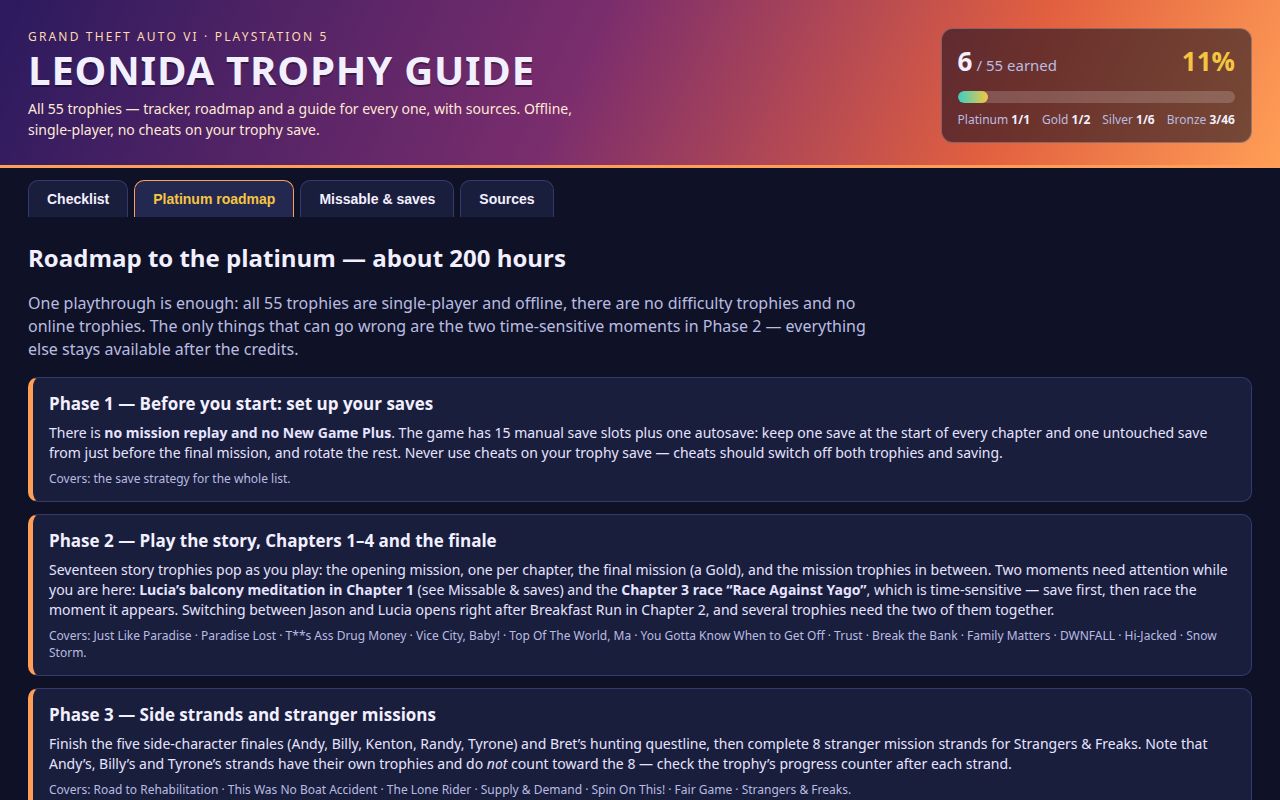 GRAND THEFT AUTO VI · PLAYSTATION 5
LEONIDA TROPHY GUIDE
All 55 trophies — tracker, roadmap and a guide for every one, with sources. Offline,
single-player, no cheats on your trophy save.
6 / 55 earned 11%
Platinum 1/1 Gold 1/2 Silver 1/6 Bronze 3/46
Checklist Platinum roadmap Missable & saves Sources
Roadmap to the platinum — about 200 hours
One playthrough is enough: all 55 trophies are single-player and offline, there are no difficulty trophies and no
online trophies. The only things that can go wrong are the two time-sensitive moments in Phase 2 — everything
else stays available after the credits.
Phase 1 — Before you start: set up your saves
There is no mission replay and no New Game Plus. The game has 15 manual save slots plus one autosave: keep one save at the start of every chapter and one untouched save
from just before the final mission, and rotate the rest. Never use cheats on your trophy save — cheats should switch off both trophies and saving.
Covers: the save strategy for the whole list.
Phase 2 — Play the story, Chapters 1–4 and the finale
Seventeen story trophies pop as you play: the opening mission, one per chapter, the final mission (a Gold), and the mission trophies in between. Two moments need attention while
you are here: Lucia’s balcony meditation in Chapter 1 (see Missable & saves) and the Chapter 3 race “Race Against Yago”, which is time-sensitive — save first, then race the
moment it appears. Switching between Jason and Lucia opens right after Breakfast Run in Chapter 2, and several trophies need the two of them together.
Covers: Just Like Paradise · Paradise Lost · T**s Ass Drug Money · Vice City, Baby! · Top Of The World, Ma · You Gotta Know When to Get Off · Trust · Break the Bank · Family Matters · DWNFALL · Hi-Jacked · Snow
Storm.
Phase 3 — Side strands and stranger missions
Finish the five side-character finales (Andy, Billy, Kenton, Randy, Tyrone) and Bret’s hunting questline, then complete 8 stranger mission strands for Strangers & Freaks. Note that
Andy’s, Billy’s and Tyrone’s strands have their own trophies and do not count toward the 8 — check the trophy’s progress counter after each strand.
Covers: Road to Rehabilitation · This Was No Boat Accident · The Lone Rider · Supply & Demand · Spin On This! · Fair Game · Strangers & Freaks.